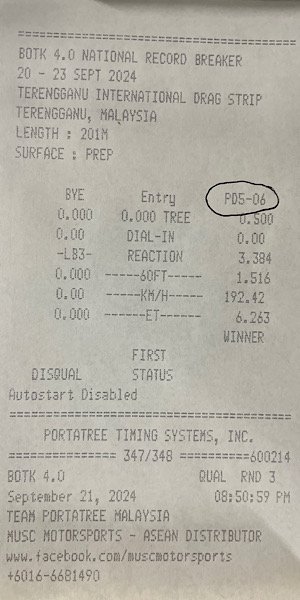 ==============================
BOTK 4.0 NATIONAL RECORD BREAKER
20 - 23 SEPT 2024
TERENGGANU INTERNATIONAL DRAG STRIP
TERENGGANU, MALAYSIA
LENGTH : 201M
SURFACE : PREP
BYE Entry PD5-06
0.000 0.000 TREE 0.500
0.00 DIAL-IN 0.00
-LB3- REACTION 3.384
0.000 -----60FT----- 1.516
0.00 ----KM/H---- 192.42
0.000 ------ET----- 6.263
WINNER
FIRST
DISQUAL STATUS
Autostart Disabled
==============================
PORTATREE TIMING SYSTEMS, INC.
============== 347/348 ==========600214
BOTK 4.0 QUAL RND 3
September 21, 2024 08:50:59 PM
TEAM PORTATREE MALAYSIA
MUSC MOTORSPORTS - ASEAN DISTRIBUTOR
www.facebook.com/muscmotorsports
+6016-6681490